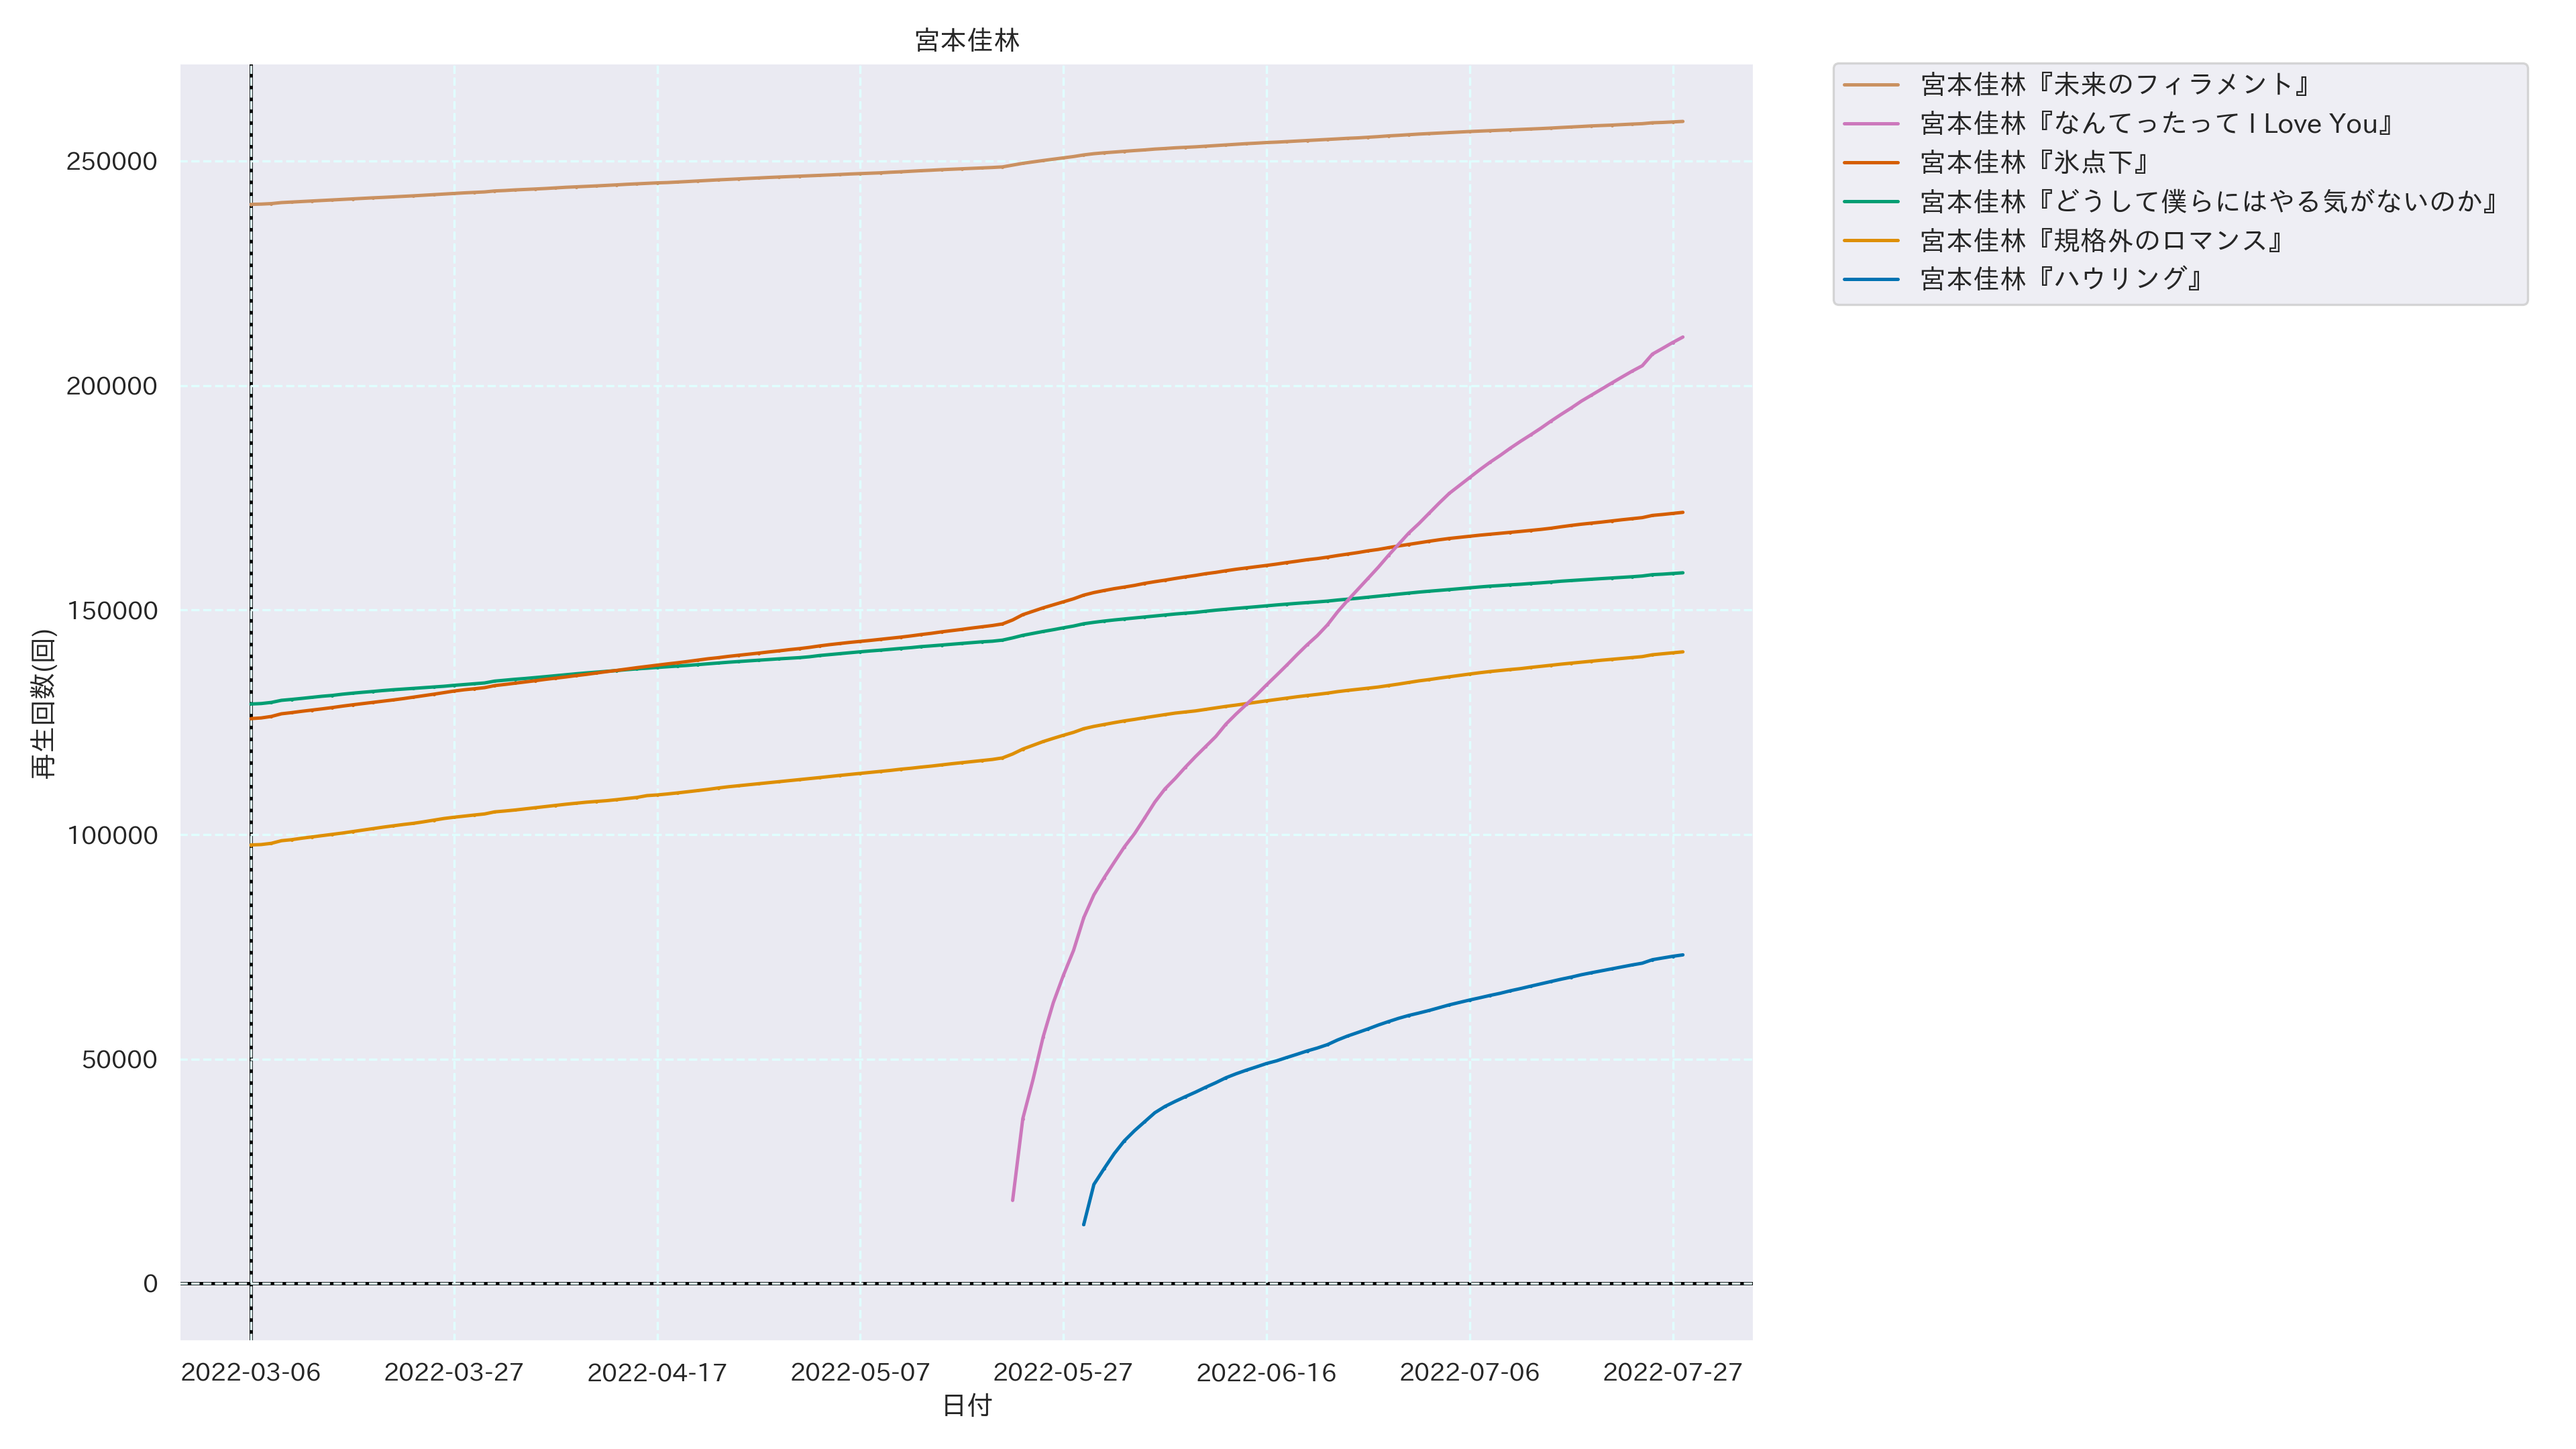 宮本佳林
宮本佳林『未来のフィラメント』
宮本佳林『なんてったって I Love You』
宮本佳林『氷点下』
宮本佳林『どうして僕らにはやる気がないのか』
宮本佳林『規格外のロマンス』
宮本佳林『ハウリング』
再生回数(回)
250000
200000
150000
100000
50000
0
2022-03-06 2022-03-27 2022-04-17 2022-05-07 2022-05-27 2022-06-16 2022-07-06 2022-07-27
日付